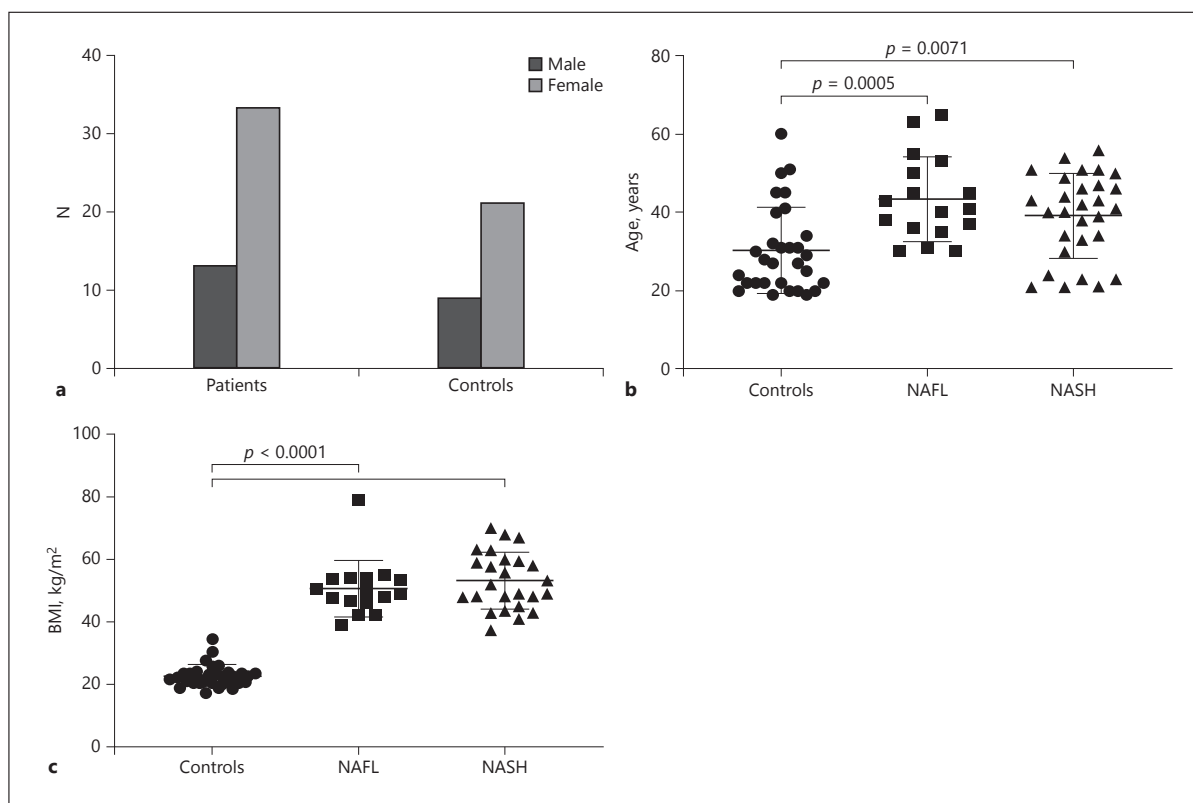 40
30
20
10
0
N
Male
Female
Patients
Controls
a
80
60
40
20
0
Age, years
p = 0.0071
p = 0.0005
Controls
NAFL
NASH
b
100
80
60
40
20
0
BMI, kg/m²
p < 0.0001
Controls
NAFL
NASH
c